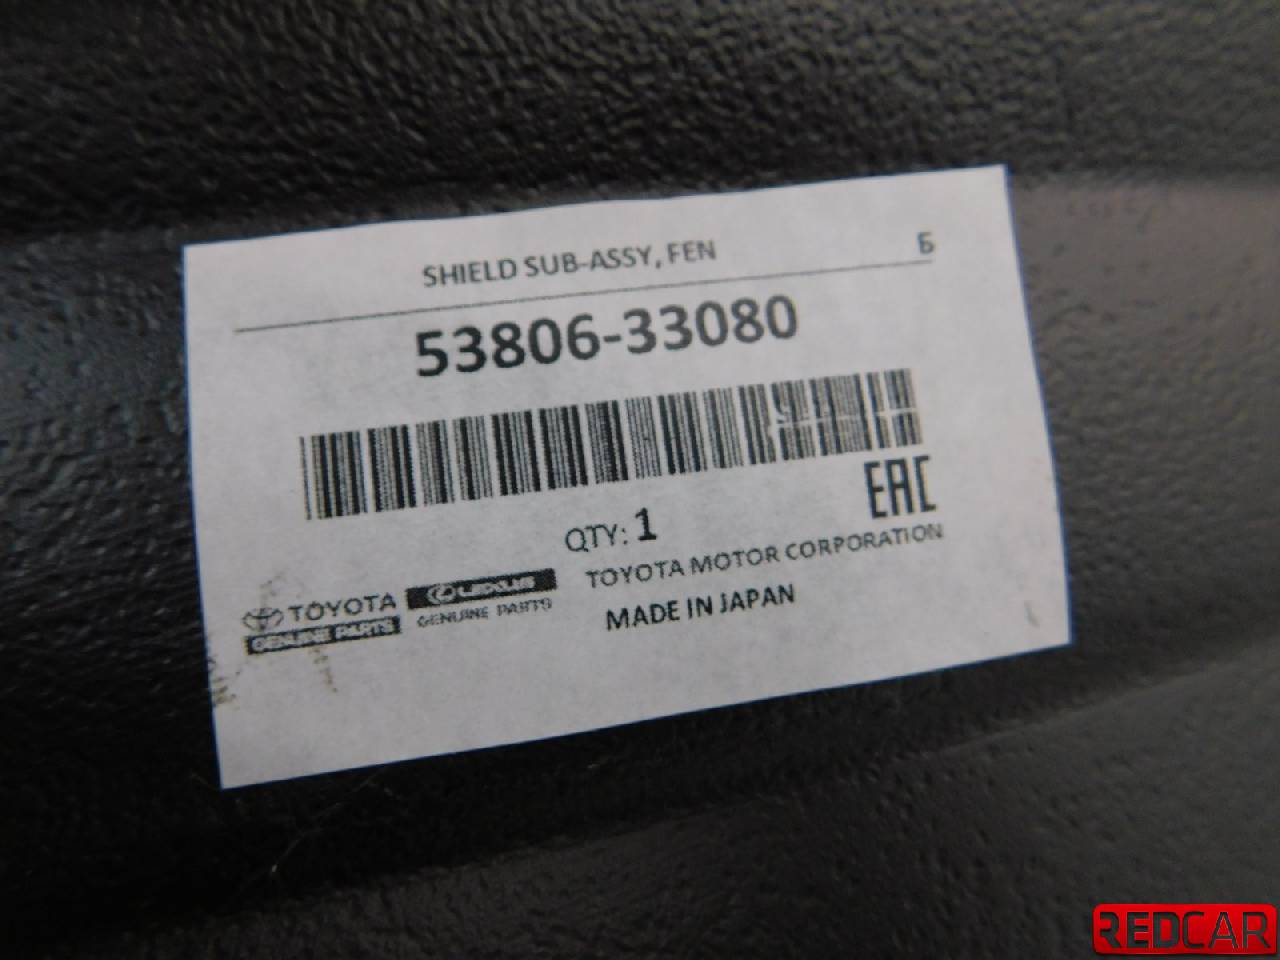 SHIELD SUB-ASSY, FEN Б
53806-33080
EAC
QTY: 1
TOYOTA MOTOR CORPORATION
MADE IN JAPAN
TOYOTA
GENUINE PARTS
LEXUS
GENUINE PARTS
REDCAR